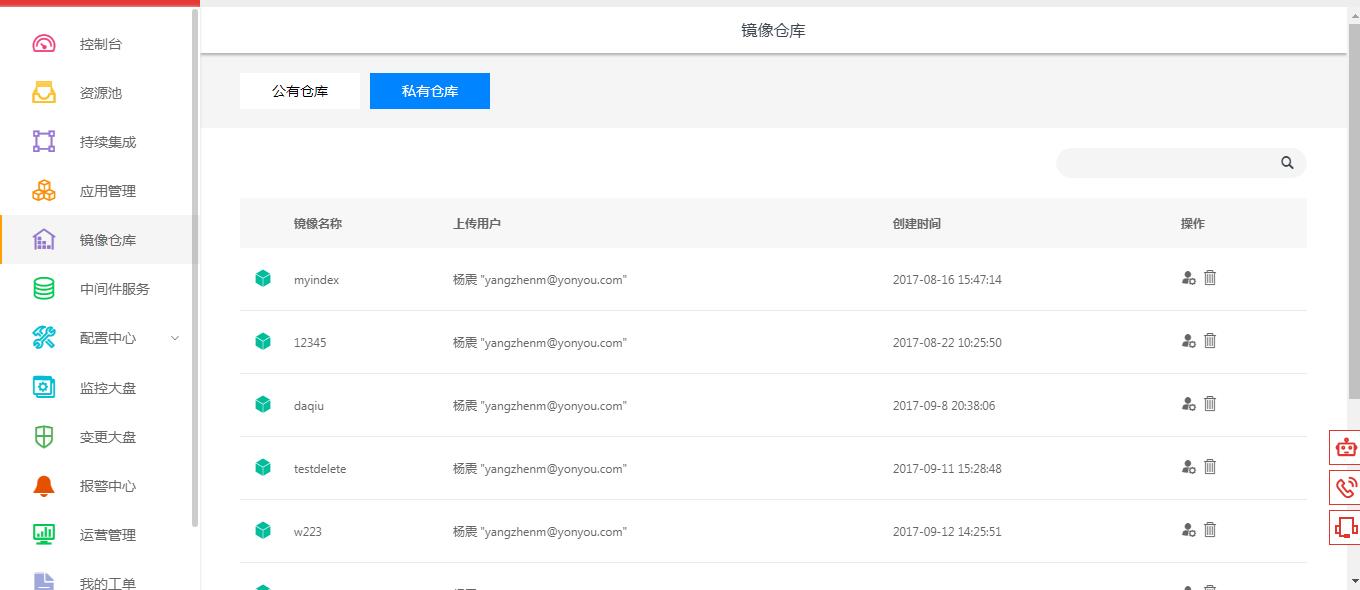 镜像仓库
控制台
资源池
持续集成
应用管理
镜像仓库
中间件服务
配置中心
监控大盘
变更大盘
报警中心
运营管理
我的工单
公有仓库 私有仓库
镜像名称 上传用户 创建时间 操作
myindex 杨震 "yangzhenm@yonyou.com" 2017-08-16 15:47:14
12345 杨震 "yangzhenm@yonyou.com" 2017-08-22 10:25:50
daqiu 杨震 "yangzhenm@yonyou.com" 2017-09-8 20:38:06
testdelete 杨震 "yangzhenm@yonyou.com" 2017-09-11 15:28:48
w223 杨震 "yangzhenm@yonyou.com" 2017-09-12 14:25:51